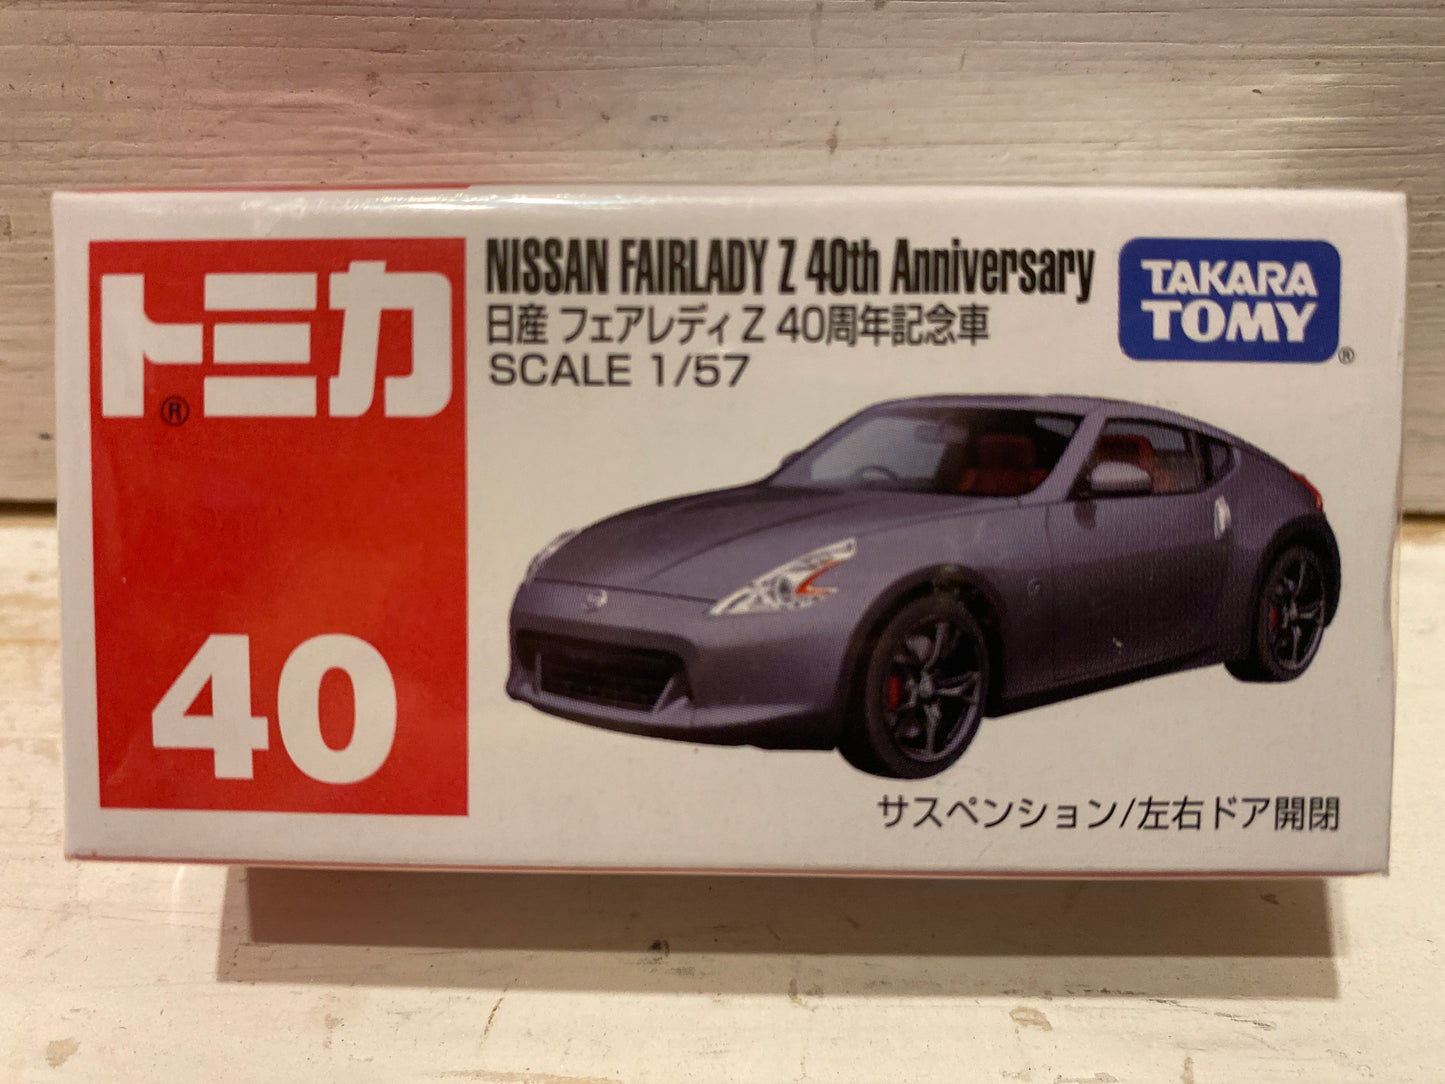 トミカ
®
40
NISSAN FAIRLADY Z 40th Anniversary
日産 フェアレディ Z 40周年記念車
SCALE 1/57
TAKARA
TOMY
®
サスペンション/左右ドア開閉